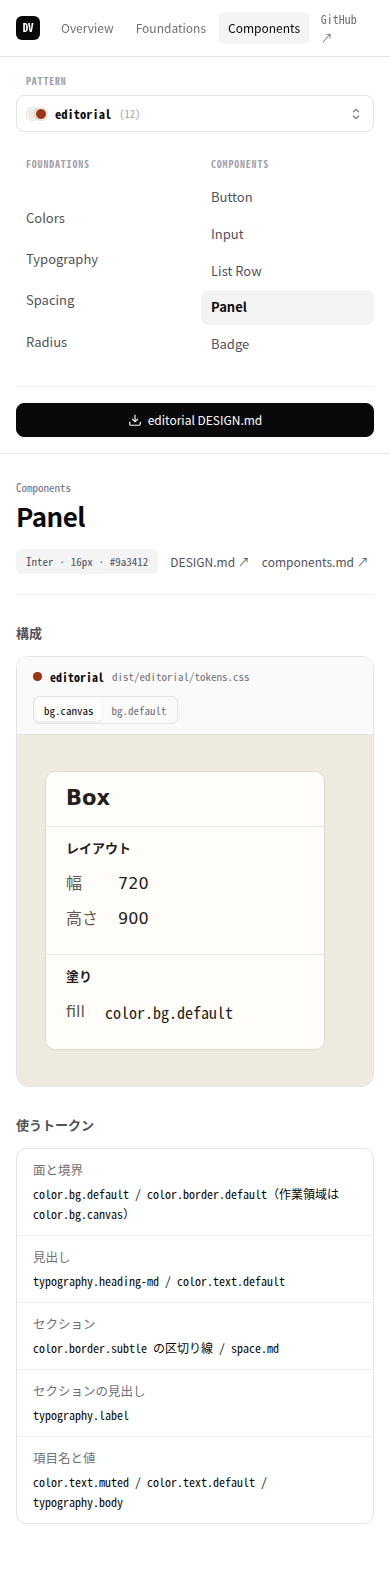 DV
Overview
Foundations
Components
GitHub
↗
PATTERN
editorial (12)
FOUNDATIONS
Colors
Typography
Spacing
Radius
COMPONENTS
Button
Input
List Row
Panel
Badge
editorial DESIGN.md
Components
Panel
Inter · 16px · #9a3412
DESIGN.md ↗
components.md ↗
構成
editorial dist/editorial/tokens.css
bg.canvas
bg.default
Box
レイアウト
幅 720
高さ 900
塗り
fill color.bg.default
使うトークン
面と境界
color.bg.default / color.border.default（作業領域は
color.bg.canvas）
見出し
typography.heading-md / color.text.default
セクション
color.border.subtle の区切り線 / space.md
セクションの見出し
typography.label
項目名と値
color.text.muted / color.text.default /
typography.body